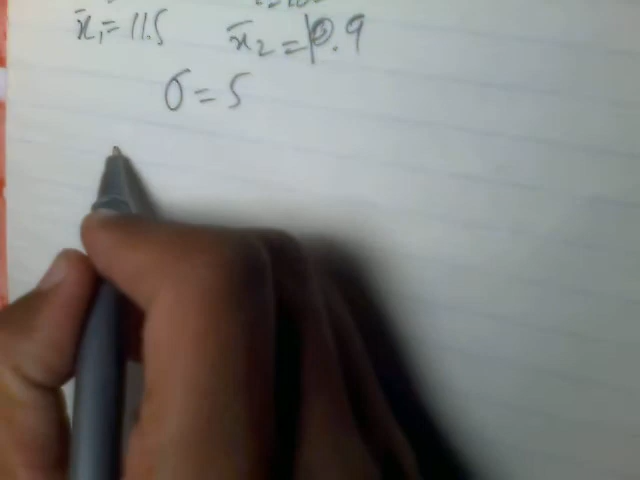 x̄₁ = 11.5 x̄₂ = 10.9
σ = 5